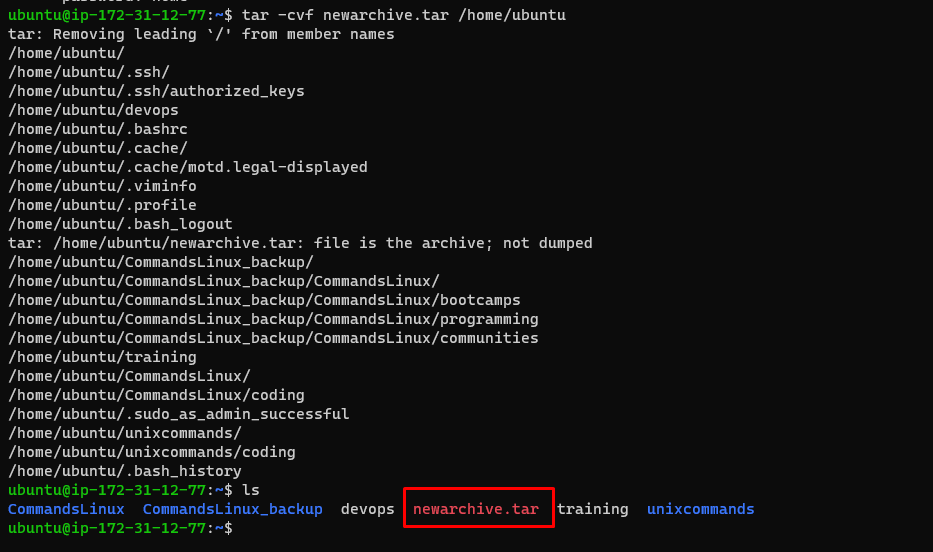 ubuntu@ip-172-31-12-77:~$ tar -cvf newarchive.tar /home/ubuntu
tar: Removing leading `/' from member names
/home/ubuntu/
/home/ubuntu/.ssh/
/home/ubuntu/.ssh/authorized_keys
/home/ubuntu/devops
/home/ubuntu/.bashrc
/home/ubuntu/.cache/
/home/ubuntu/.cache/motd.legal-displayed
/home/ubuntu/.viminfo
/home/ubuntu/.profile
/home/ubuntu/.bash_logout
tar: /home/ubuntu/newarchive.tar: file is the archive; not dumped
/home/ubuntu/CommandsLinux_backup/
/home/ubuntu/CommandsLinux_backup/CommandsLinux/
/home/ubuntu/CommandsLinux_backup/CommandsLinux/bootcamps
/home/ubuntu/CommandsLinux_backup/CommandsLinux/programming
/home/ubuntu/CommandsLinux_backup/CommandsLinux/communities
/home/ubuntu/training
/home/ubuntu/CommandsLinux/
/home/ubuntu/CommandsLinux/coding
/home/ubuntu/.sudo_as_admin_successful
/home/ubuntu/unixcommands/
/home/ubuntu/unixcommands/coding
/home/ubuntu/.bash_history
ubuntu@ip-172-31-12-77:~$ ls
CommandsLinux  CommandsLinux_backup  devops  newarchive.tar  training  unixcommands
ubuntu@ip-172-31-12-77:~$